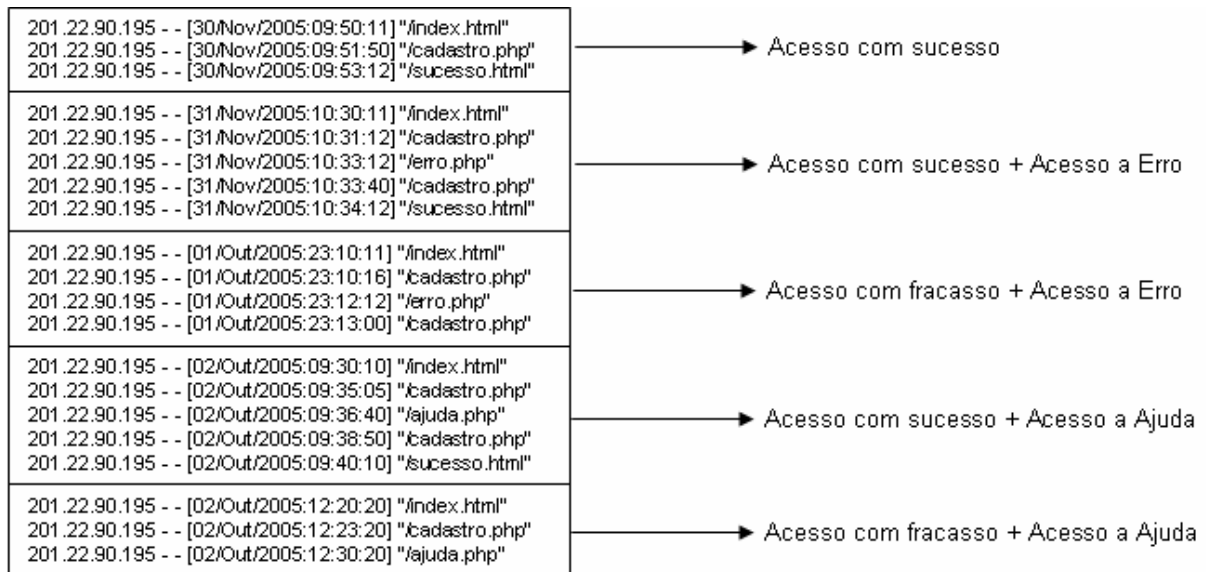 201.22.90.195 - - [30/Nov/2005:09:50:11] "/index.html"
201.22.90.195 - - [30/Nov/2005:09:51:50] "/cadastro.php"
201.22.90.195 - - [30/Nov/2005:09:53:12] "/sucesso.html"
Acesso com sucesso
201.22.90.195 - - [31/Nov/2005:10:30:11] "/index.html"
201.22.90.195 - - [31/Nov/2005:10:31:12] "/cadastro.php"
201.22.90.195 - - [31/Nov/2005:10:33:12] "/erro.php"
201.22.90.195 - - [31/Nov/2005:10:33:40] "/cadastro.php"
201.22.90.195 - - [31/Nov/2005:10:34:12] "/sucesso.html"
Acesso com sucesso + Acesso a Erro
201.22.90.195 - - [01/Out/2005:23:10:11] "/index.html"
201.22.90.195 - - [01/Out/2005:23:10:16] "/cadastro.php"
201.22.90.195 - - [01/Out/2005:23:12:12] "/erro.php"
201.22.90.195 - - [01/Out/2005:23:13:00] "/cadastro.php"
Acesso com fracasso + Acesso a Erro
201.22.90.195 - - [02/Out/2005:09:30:10] "/index.html"
201.22.90.195 - - [02/Out/2005:09:35:05] "/cadastro.php"
201.22.90.195 - - [02/Out/2005:09:36:40] "/ajuda.php"
201.22.90.195 - - [02/Out/2005:09:38:50] "/cadastro.php"
201.22.90.195 - - [02/Out/2005:09:40:10] "/sucesso.html"
Acesso com sucesso + Acesso a Ajuda
201.22.90.195 - - [02/Out/2005:12:20:20] "/index.html"
201.22.90.195 - - [02/Out/2005:12:23:20] "/cadastro.php"
201.22.90.195 - - [02/Out/2005:12:30:20] "/ajuda.php"
Acesso com fracasso + Acesso a Ajuda